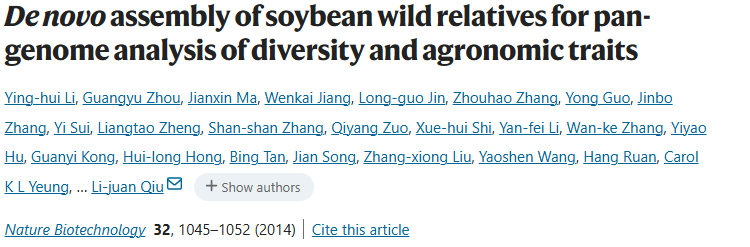 De novo assembly of soybean wild relatives for pan-
genome analysis of diversity and agronomic traits
Ying-hui Li, Guangyu Zhou, Jianxin Ma, Wenkai Jiang, Long-guo Jin, Zhouhao Zhang, Yong Guo, Jinbo
Zhang, Yi Sui, Liangtao Zheng, Shan-shan Zhang, Qiyang Zuo, Xue-hui Shi, Yan-fei Li, Wan-ke Zhang, Yiyao
Hu, Guanyi Kong, Hui-long Hong, Bing Tan, Jian Song, Zhang-xiong Liu, Yaoshen Wang, Hang Ruan, Carol
K L Yeung, ... Li-juan Qiu + Show authors
Nature Biotechnology 32, 1045–1052 (2014) | Cite this article